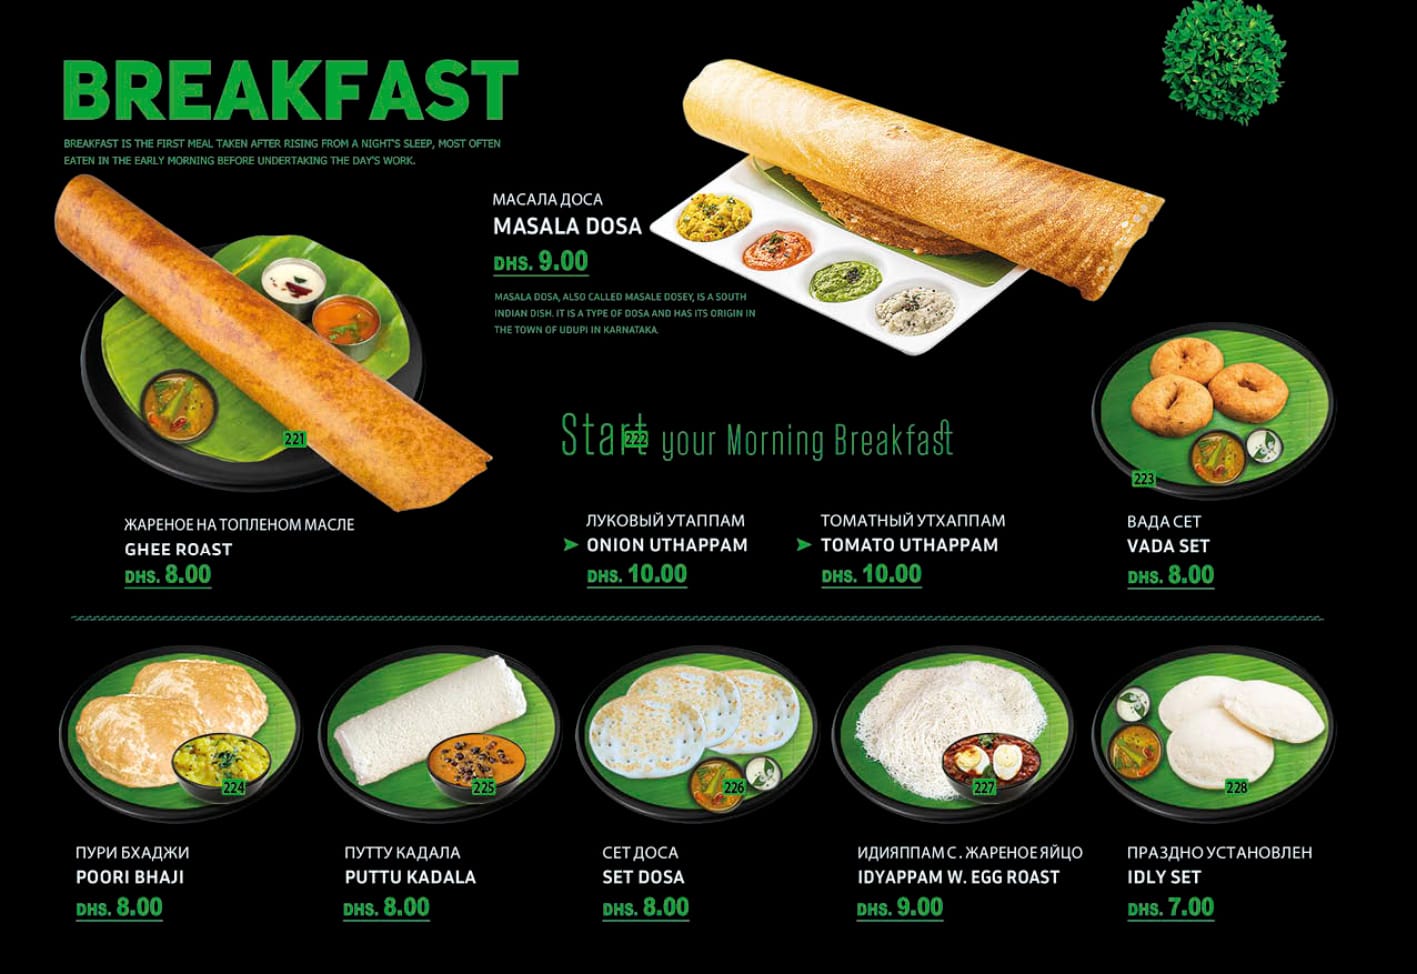 BREAKFAST
BREAKFAST IS THE FIRST MEAL TAKEN AFTER RISING FROM A NIGHT'S SLEEP, MOST OFTEN
EATEN IN THE EARLY MORNING BEFORE UNDERTAKING THE DAY'S WORK.
МАСАЛА ДОСА
MASALA DOSA
DHS. 9.00
MASALA DOSA, ALSO CALLED MASALE DOSEY, IS A SOUTH
INDIAN DISH. IT IS A TYPE OF DOSA AND HAS ITS ORIGIN IN
THE TOWN OF UDUPI IN KARNATAKA.
221
Start your Morning Breakfast
222
223
ЖАРЕНОЕ НА ТОПЛЕНОМ МАСЛЕ
GHEE ROAST
DHS. 8.00
ЛУКОВЫЙ УТАППАМ
ONION UTHAPPAM
DHS. 10.00
ТОМАТНЫЙ УТХАППАМ
TOMATO UTHAPPAM
DHS. 10.00
ВАДА СЕТ
VADA SET
DHS. 8.00
224
225
226
227
228
ПУРИ БХАДЖИ
POORI BHAJI
DHS. 8.00
ПУТТУ КАДАЛА
PUTTU KADALA
DHS. 8.00
СЕТ ДОСА
SET DOSA
DHS. 8.00
ИДИЯППАМ С . ЖАРЕНОЕ ЯЙЦО
IDYAPPAM W. EGG ROAST
DHS. 9.00
ПРАЗДНО УСТАНОВЛЕН
IDLY SET
DHS. 7.00